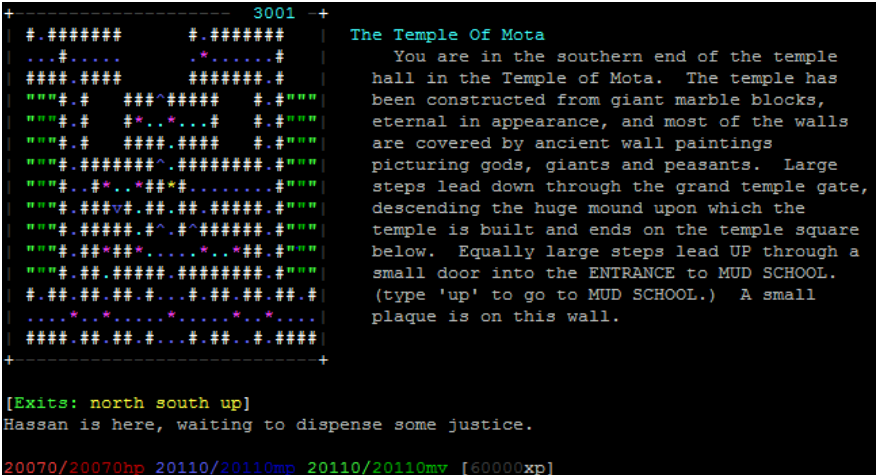 3001
The Temple Of Mota
You are in the southern end of the temple
hall in the Temple of Mota. The temple has
been constructed from giant marble blocks,
eternal in appearance, and most of the walls
are covered by ancient wall paintings
picturing gods, giants and peasants. Large
steps lead down through the grand temple gate,
descending the huge mound upon which the
temple is built and ends on the temple square
below. Equally large steps lead UP through a
small door into the ENTRANCE to MUD SCHOOL.
(type 'up' to go to MUD SCHOOL.) A small
plaque is on this wall.
[Exits: north south up]
Hassan is here, waiting to dispense some justice.
20070/20070hp 20110/20110mp 20110/20110mv [60000xp]